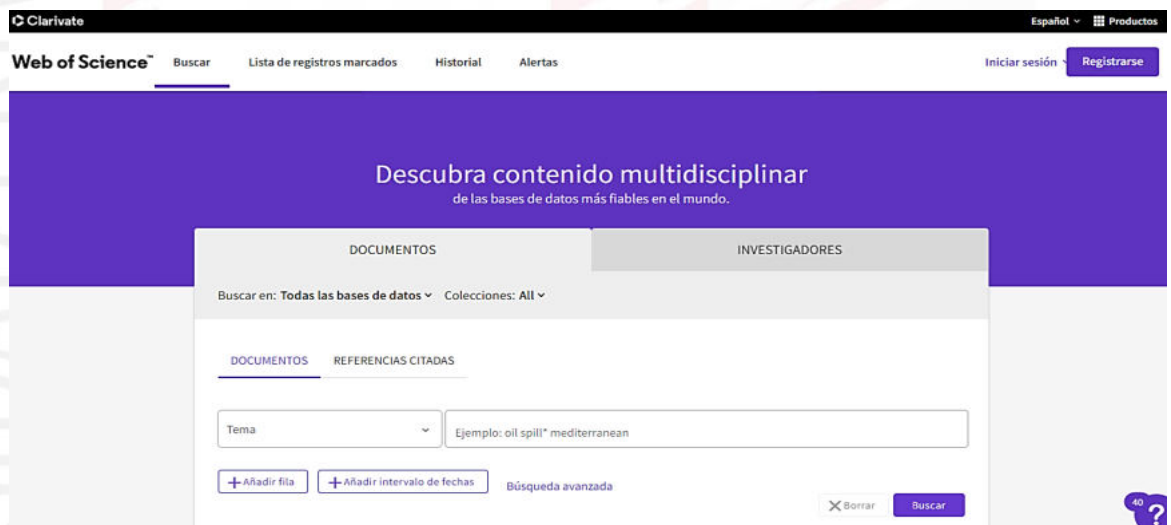 Clarivate Español Productos
Web of Science™ Buscar Lista de registros marcados Historial Alertas Iniciar sesión Registrarse
Descubra contenido multidisciplinar
de las bases de datos más fiables en el mundo.
DOCUMENTOS INVESTIGADORES
Buscar en: Todas las bases de datos Colecciones: All
DOCUMENTOS REFERENCIAS CITADAS
Tema Ejemplo: oil spill* mediterranean
+ Añadir fila + Añadir intervalo de fechas Búsqueda avanzada
× Borrar Buscar
40 ?